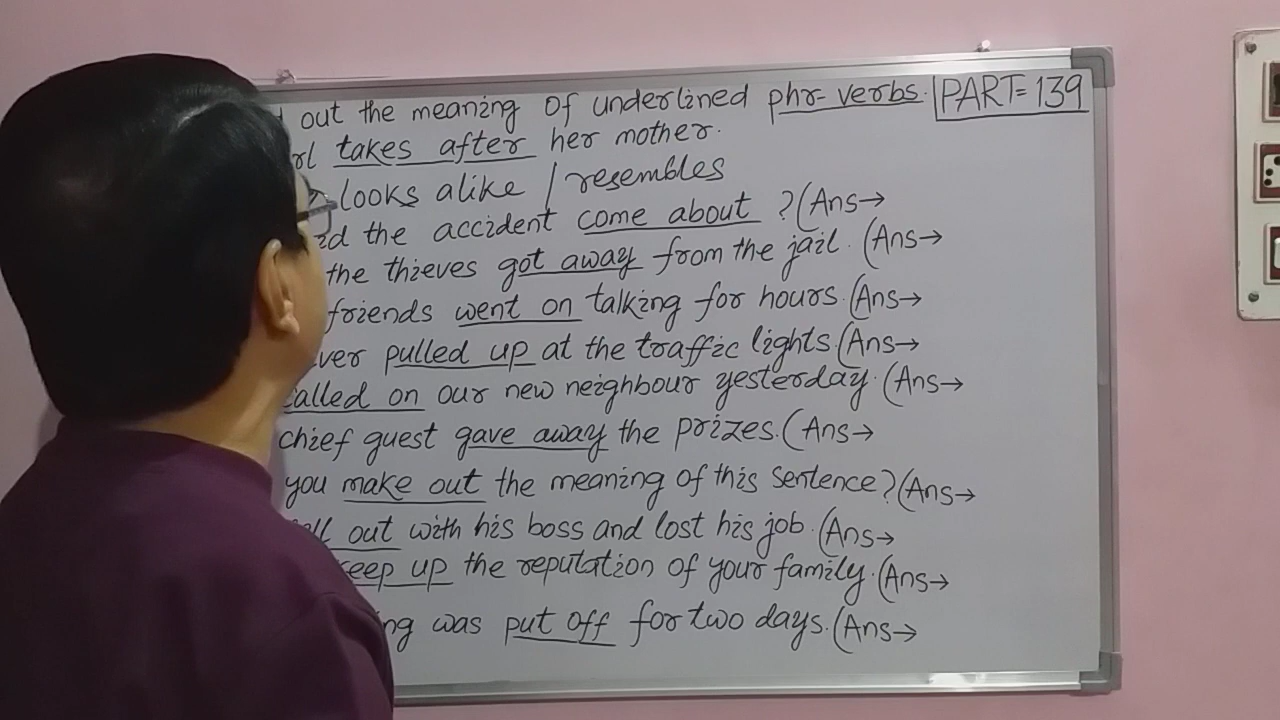 out the meaning of underlined phr-verbs. PART=139
takes after her mother.
looks alike / resembles
the accident come about ? (Ans→
the thieves got away from the jail. (Ans→
friends went on talking for hours. (Ans→
pulled up at the traffic lights. (Ans→
called on our new neighbour yesterday. (Ans→
chief guest gave away the prizes. (Ans→
you make out the meaning of this sentence? (Ans→
out with his boss and lost his job. (Ans→
keep up the reputation of your family. (Ans→
was put off for two days. (Ans→